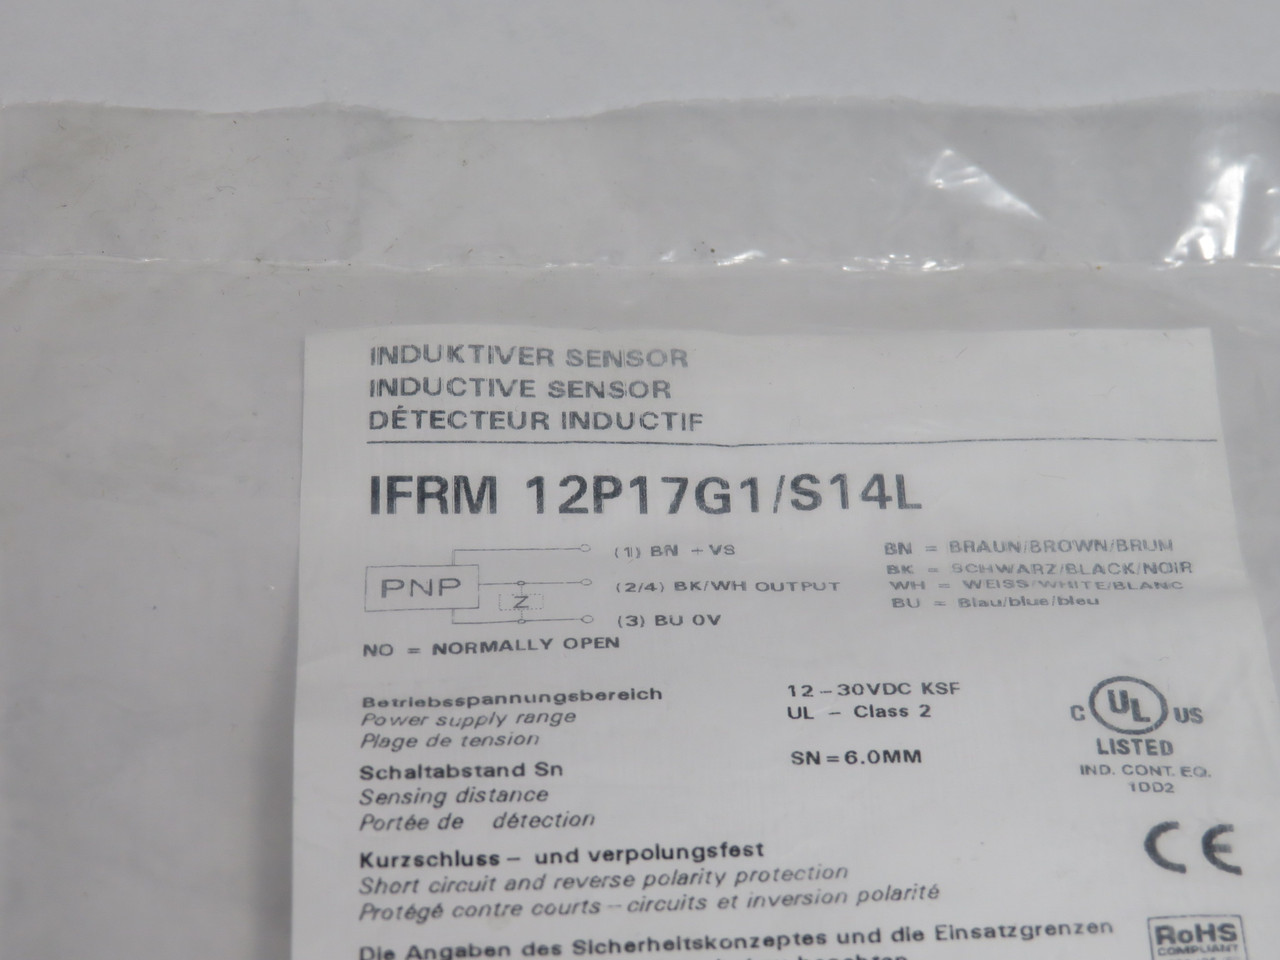 INDUKTIVER SENSOR
INDUCTIVE SENSOR
DÉTECTEUR INDUCTIF
IFRM 12P17G1/S14L
PNP
Z
(1) BN +VS
(2/4) BK/WH OUTPUT
(3) BU 0V
NO = NORMALLY OPEN
BN = BRAUN/BROWN/BRUM
BK = SCHWARZ/BLACK/NOIR
WH = WEISS/WHITE/BLANC
BU = Blau/blue/bleu
Betriebsspannungsbereich 12-30VDC KSF
Power supply range UL - Class 2
Plage de tension
Schaltabstand Sn SN=6.0MM
Sensing distance
Portée de détection
C UL US
LISTED
IND. CONT. EQ.
1DD2
CE
Kurzschluss - und verpolungsfest
Short circuit and reverse polarity protection
Protégé contre courts-circuits et inversion polarité
Die Angaben des Sicherheitskonzeptes und die Einsatzgrenzen
RoHS
COMPLIANT